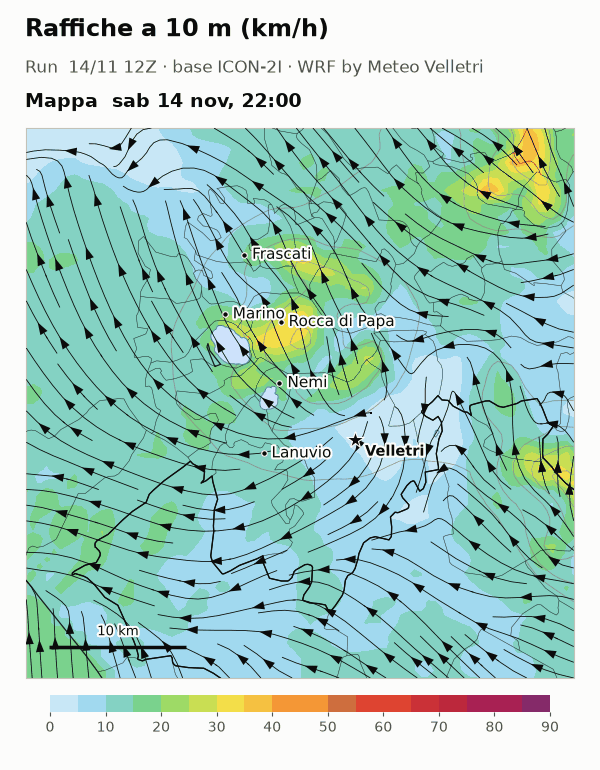 Raffiche a 10 m (km/h)
Run  14/11 12Z · base ICON-2I · WRF by Meteo Velletri
Mappa  sab 14 nov, 22:00
Frascati
Marino
Rocca di Papa
Nemi
Velletri
Lanuvio
10 km
0 10 20 30 40 50 60 70 80 90